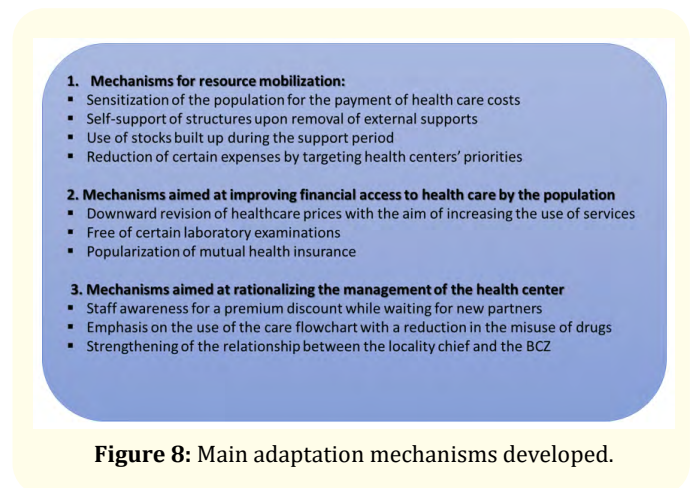 1. Mechanisms for resource mobilization:
▪ Sensitization of the population for the payment of health care costs
▪ Self-support of structures upon removal of external supports
▪ Use of stocks built up during the support period
▪ Reduction of certain expenses by targeting health centers' priorities
2. Mechanisms aimed at improving financial access to health care by the population
▪ Downward revision of healthcare prices with the aim of increasing the use of services
▪ Free of certain laboratory examinations
▪ Popularization of mutual health insurance
3. Mechanisms aimed at rationalizing the management of the health center
▪ Staff awareness for a premium discount while waiting for new partners
▪ Emphasis on the use of the care flowchart with a reduction in the misuse of drugs
▪ Strengthening of the relationship between the locality chief and the BCZ
Figure 8: Main adaptation mechanisms developed.